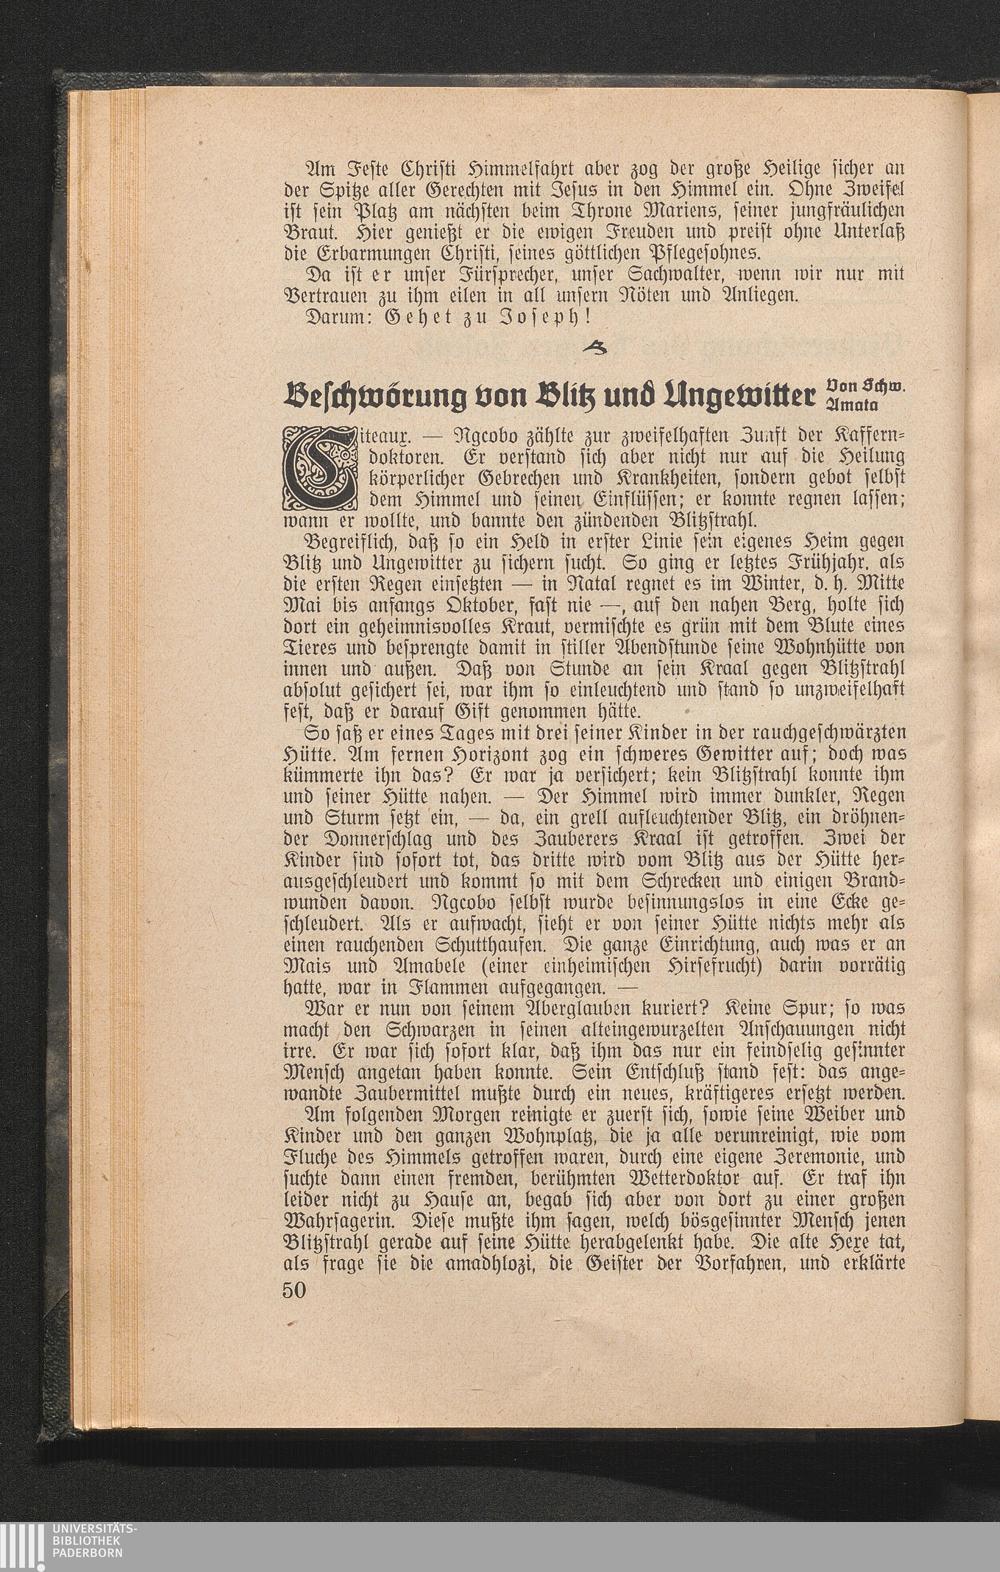 Am Feste Christi Himmelfahrt aber zog der große Heilige sicher an
der Spitze aller Gerechten mit Jesus in den Himmel ein. Ohne Zweifel
ist sein Platz am nächsten beim Throne Mariens, seiner jungfräulichen
Braut. Hier genießt er die ewigen Freuden und preist ohne Unterlaß
die Erbarmungen Christi, seines göttlichen Pflegesohnes.
Da ist er unser Fürsprecher, unser Sachwalter, wenn wir nur mit
Vertrauen zu ihm eilen in all unsern Nöten und Anliegen.
Darum: Gehet zu Joseph!
Beschwörung von Blitz und Ungewitter Von Schw.
Amata
Citeaux. — Ngcobo zählte zur zweifelhaften Zunft der Kaffern=
doktoren. Er verstand sich aber nicht nur auf die Heilung
körperlicher Gebrechen und Krankheiten, sondern gebot selbst
dem Himmel und seinen Einflüssen; er konnte regnen lassen;
wann er wollte, und bannte den zündenden Blitzstrahl.
Begreiflich, daß so ein Held in erster Linie sein eigenes Heim gegen
Blitz und Ungewitter zu sichern sucht. So ging er letztes Frühjahr, als
die ersten Regen einsetzten — in Natal regnet es im Winter, d. h. Mitte
Mai bis anfangs Oktober, fast nie —, auf den nahen Berg, holte sich
dort ein geheimnisvolles Kraut, vermischte es grün mit dem Blute eines
Tieres und besprengte damit in stiller Abendstunde seine Wohnhütte von
innen und außen. Daß von Stunde an sein Kraal gegen Blitzstrahl
absolut gesichert sei, war ihm so einleuchtend und stand so unzweifelhaft
fest, daß er darauf Gift genommen hätte.
So saß er eines Tages mit drei seiner Kinder in der rauchgeschwärzten
Hütte. Am fernen Horizont zog ein schweres Gewitter auf; doch was
kümmerte ihn das? Er war ja versichert; kein Blitzstrahl konnte ihm
und seiner Hütte nahen. — Der Himmel wird immer dunkler, Regen
und Sturm setzt ein, — da, ein grell aufleuchtender Blitz, ein dröhnen=
der Donnerschlag und des Zauberers Kraal ist getroffen. Zwei der
Kinder sind sofort tot, das dritte wird vom Blitz aus der Hütte her=
ausgeschleudert und kommt so mit dem Schrecken und einigen Brand=
wunden davon. Ngcobo selbst wurde besinnungslos in eine Ecke ge=
schleudert. Als er aufwacht, sieht er von seiner Hütte nichts mehr als
einen rauchenden Schutthaufen. Die ganze Einrichtung, auch was er an
Mais und Amabele (einer einheimischen Hirsefrucht) darin vorrätig
hatte, war in Flammen aufgegangen. —
War er nun von seinem Aberglauben kuriert? Keine Spur; so was
macht den Schwarzen in seinen alteingewurzelten Anschauungen nicht
irre. Er war sich sofort klar, daß ihm das nur ein feindselig gesinnter
Mensch angetan haben konnte. Sein Entschluß stand fest: das ange=
wandte Zaubermittel mußte durch ein neues, kräftigeres ersetzt werden.
Am folgenden Morgen reinigte er zuerst sich, sowie seine Weiber und
Kinder und den ganzen Wohnplatz, die ja alle verunreinigt, wie vom
Fluche des Himmels getroffen waren, durch eine eigene Zeremonie, und
suchte dann einen fremden, berühmten Wetterdoktor auf. Er traf ihn
leider nicht zu Hause an, begab sich aber von dort zu einer großen
Wahrsagerin. Diese mußte ihm sagen, welch bösgesinnter Mensch jenen
Blitzstrahl gerade auf seine Hütte herabgelenkt habe. Die alte Hexe tat,
als frage sie die amadhlozi, die Geister der Vorfahren, und erklärte
50
UNIVERSITÄTS-
BIBLIOTHEK
PADERBORN